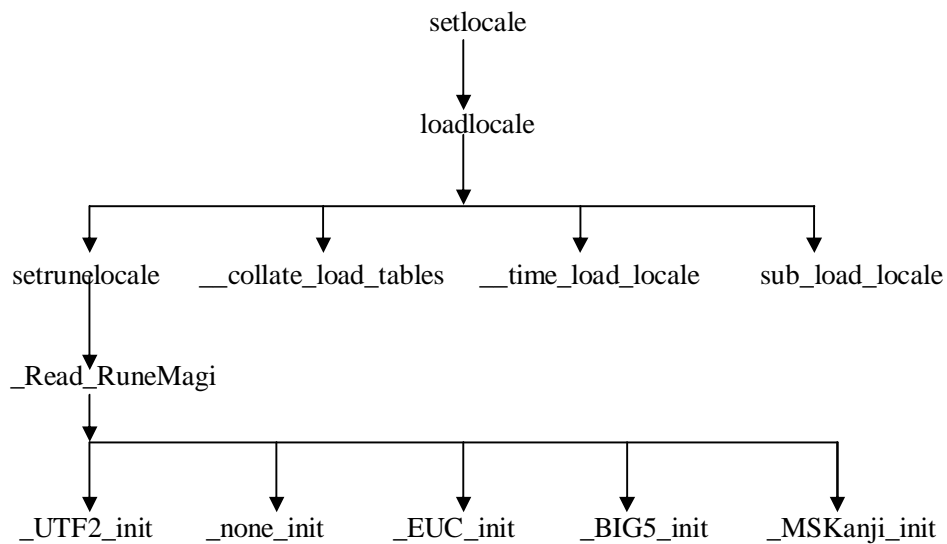 setlocale
loadlocale
setrunelocale __collate_load_tables __time_load_locale sub_load_locale
_Read_RuneMagi
_UTF2_init _none_init _EUC_init _BIG5_init _MSKanji_init